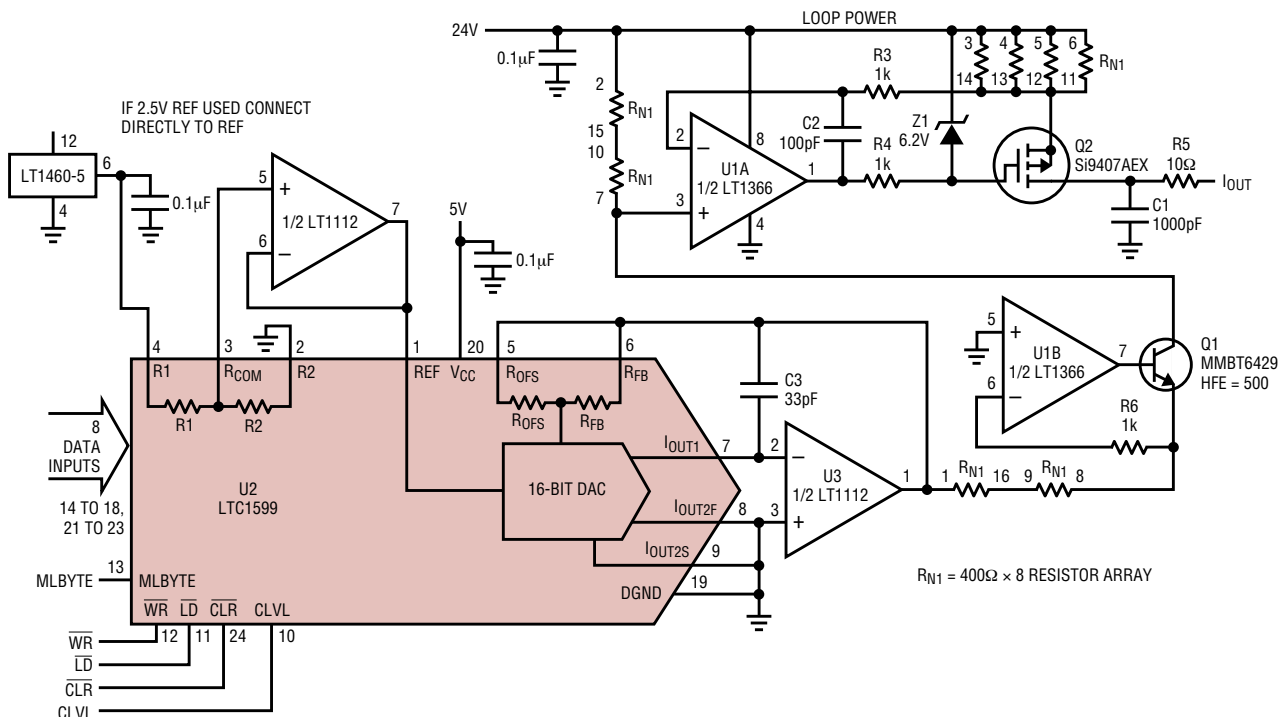 LOOP POWER
24V
0.1µF
2
RN1
15
10
RN1
7
R3
1k
C2
100pF
2
−
3
+
U1A
1/2 LT1366
8
1
4
R4
1k
Z1
6.2V
3
4
5
6
14
13
12
11
RN1
Q2
Si9407AEX
R5
10Ω
IOUT
C1
1000pF
IF 2.5V REF USED CONNECT
DIRECTLY TO REF
12
LT1460-5
6
4
0.1µF
5
+
6
−
1/2 LT1112
7
5V
0.1µF
5
+
6
−
U1B
1/2 LT1366
7
Q1
MMBT6429
HFE = 500
R6
1k
4
3
2
1
20
5
6
R1
RCOM
R2
REF
VCC
ROFS
RFB
R1
R2
ROFS
RFB
C3
33pF
8
DATA
INPUTS
14 TO 18,
21 TO 23
U2
LTC1599
16-BIT DAC
IOUT1
7
IOUT2F
8
IOUT2S
9
DGND
19
2
−
3
+
U3
1/2 LT1112
1
1
RN1
16
9
RN1
8
RN1 = 400Ω × 8 RESISTOR ARRAY
MLBYTE
13
MLBYTE
WR
LD
CLR
CLVL
12
11
24
10
WR
LD
CLR
CLVL